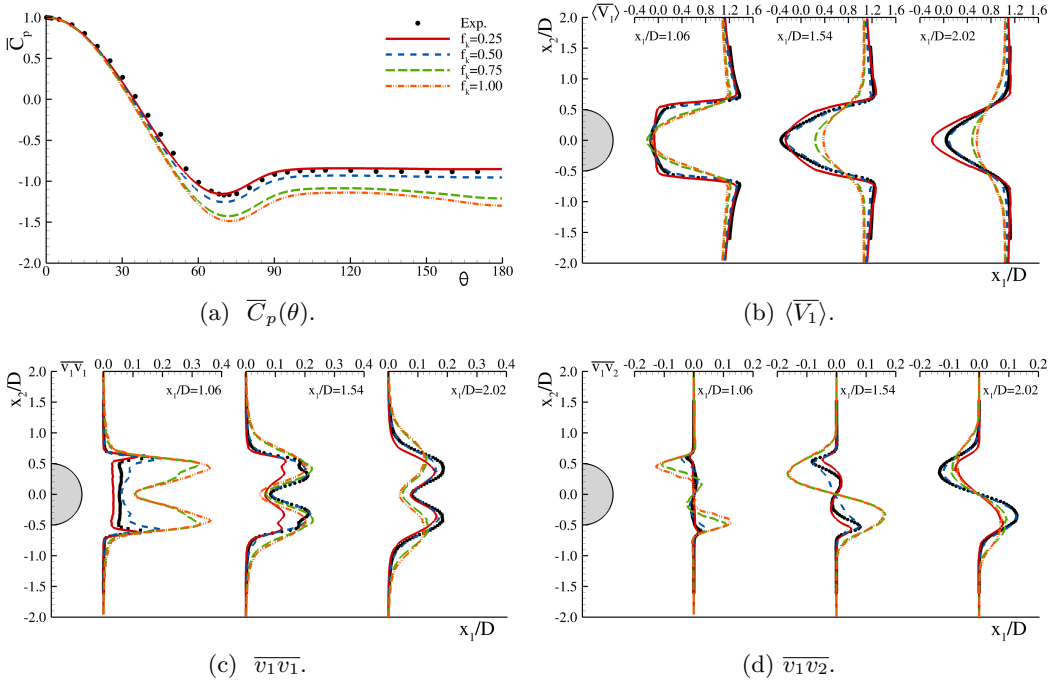 1.0
0.5
0.0
-0.5
-1.0
-1.5
-2.0
C̅p
0 30 60 90 120 150 180
θ
Exp.
fk=0.25
fk=0.50
fk=0.75
fk=1.00
(a) C̅p(θ).
⟨V̅1⟩ -0.4 0.0 0.4 0.8 1.2 1.6 -0.4 0.0 0.4 0.8 1.2 1.6 -0.4 0.0 0.4 0.8 1.2 1.6
x2/D
x1/D=1.06 x1/D=1.54 x1/D=2.02
2.0
1.5
1.0
0.5
0.0
-0.5
-1.0
-1.5
-2.0
x1/D
(b) ⟨V̅1⟩.
v̅1v̅1 0.0 0.1 0.2 0.3 0.4 0.0 0.1 0.2 0.3 0.4 0.0 0.1 0.2 0.3 0.4
x2/D
x1/D=1.06 x1/D=1.54 x1/D=2.02
2.0
1.5
1.0
0.5
0.0
-0.5
-1.0
-1.5
-2.0
x1/D
(c) v̅1v̅1.
v̅1v̅2 -0.2 -0.1 0.0 0.1 0.2 -0.2 -0.1 0.0 0.1 0.2 -0.2 -0.1 0.0 0.1 0.2
x2/D
x1/D=1.06 x1/D=1.54 x1/D=2.02
2.0
1.5
1.0
0.5
0.0
-0.5
-1.0
-1.5
-2.0
x1/D
(d) v̅1v̅2.